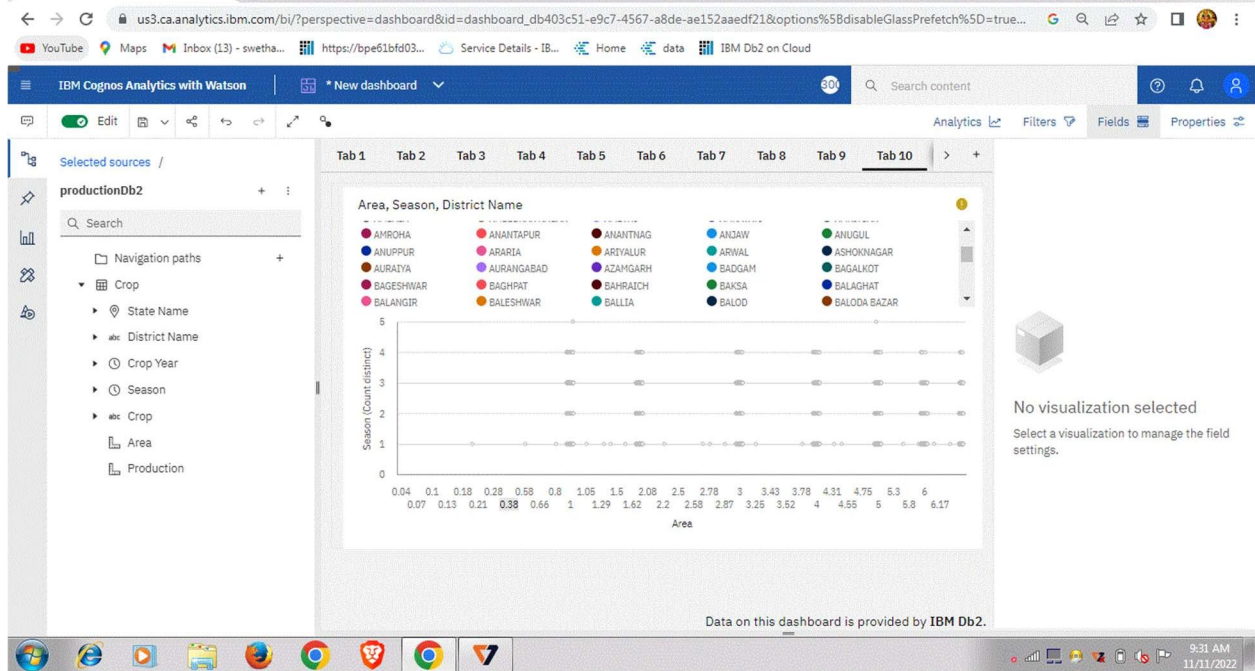 us3.ca.analytics.ibm.com/bi/?perspective=dashboard&id=dashboard_db403c51-e9c7-4567-a8de-ae152aaedf21&options%5BdisableGlassPrefetch%5D=true...
YouTube Maps Inbox (13) - swetha... https://bpe61bfd03... Service Details - IB... Home data IBM Db2 on Cloud
IBM Cognos Analytics with Watson * New dashboard 300 Search content
Edit Analytics Filters Fields Properties
Selected sources /
productionDb2
Search
Navigation paths
Crop
State Name
abc District Name
Crop Year
Season
abc Crop
Area
Production
Tab 1 Tab 2 Tab 3 Tab 4 Tab 5 Tab 6 Tab 7 Tab 8 Tab 9 Tab 10
Area, Season, District Name
AMROHA ANANTAPUR ANANTNAG ANJAW ANUGUL
ANUPPUR ARARIA ARIYALUR ARWAL ASHOKNAGAR
AURAIYA AURANGABAD AZAMGARH BADGAM BAGALKOT
BAGESHWAR BAGHPAT BAHRAICH BAKSA BALAGHAT
BALANGIR BALESHWAR BALLIA BALOD BALODA BAZAR
Season (Count distinct)
5
4
3
2
1
0
0.04 0.1 0.18 0.28 0.58 0.8 1.05 1.5 2.08 2.5 2.78 3 3.43 3.78 4.31 4.75 5.3 6
0.07 0.13 0.21 0.38 0.66 1 1.29 1.62 2.2 2.58 2.87 3.25 3.52 4 4.55 5 5.8 6.17
Area
No visualization selected
Select a visualization to manage the field
settings.
Data on this dashboard is provided by IBM Db2.
9:31 AM
11/11/2022